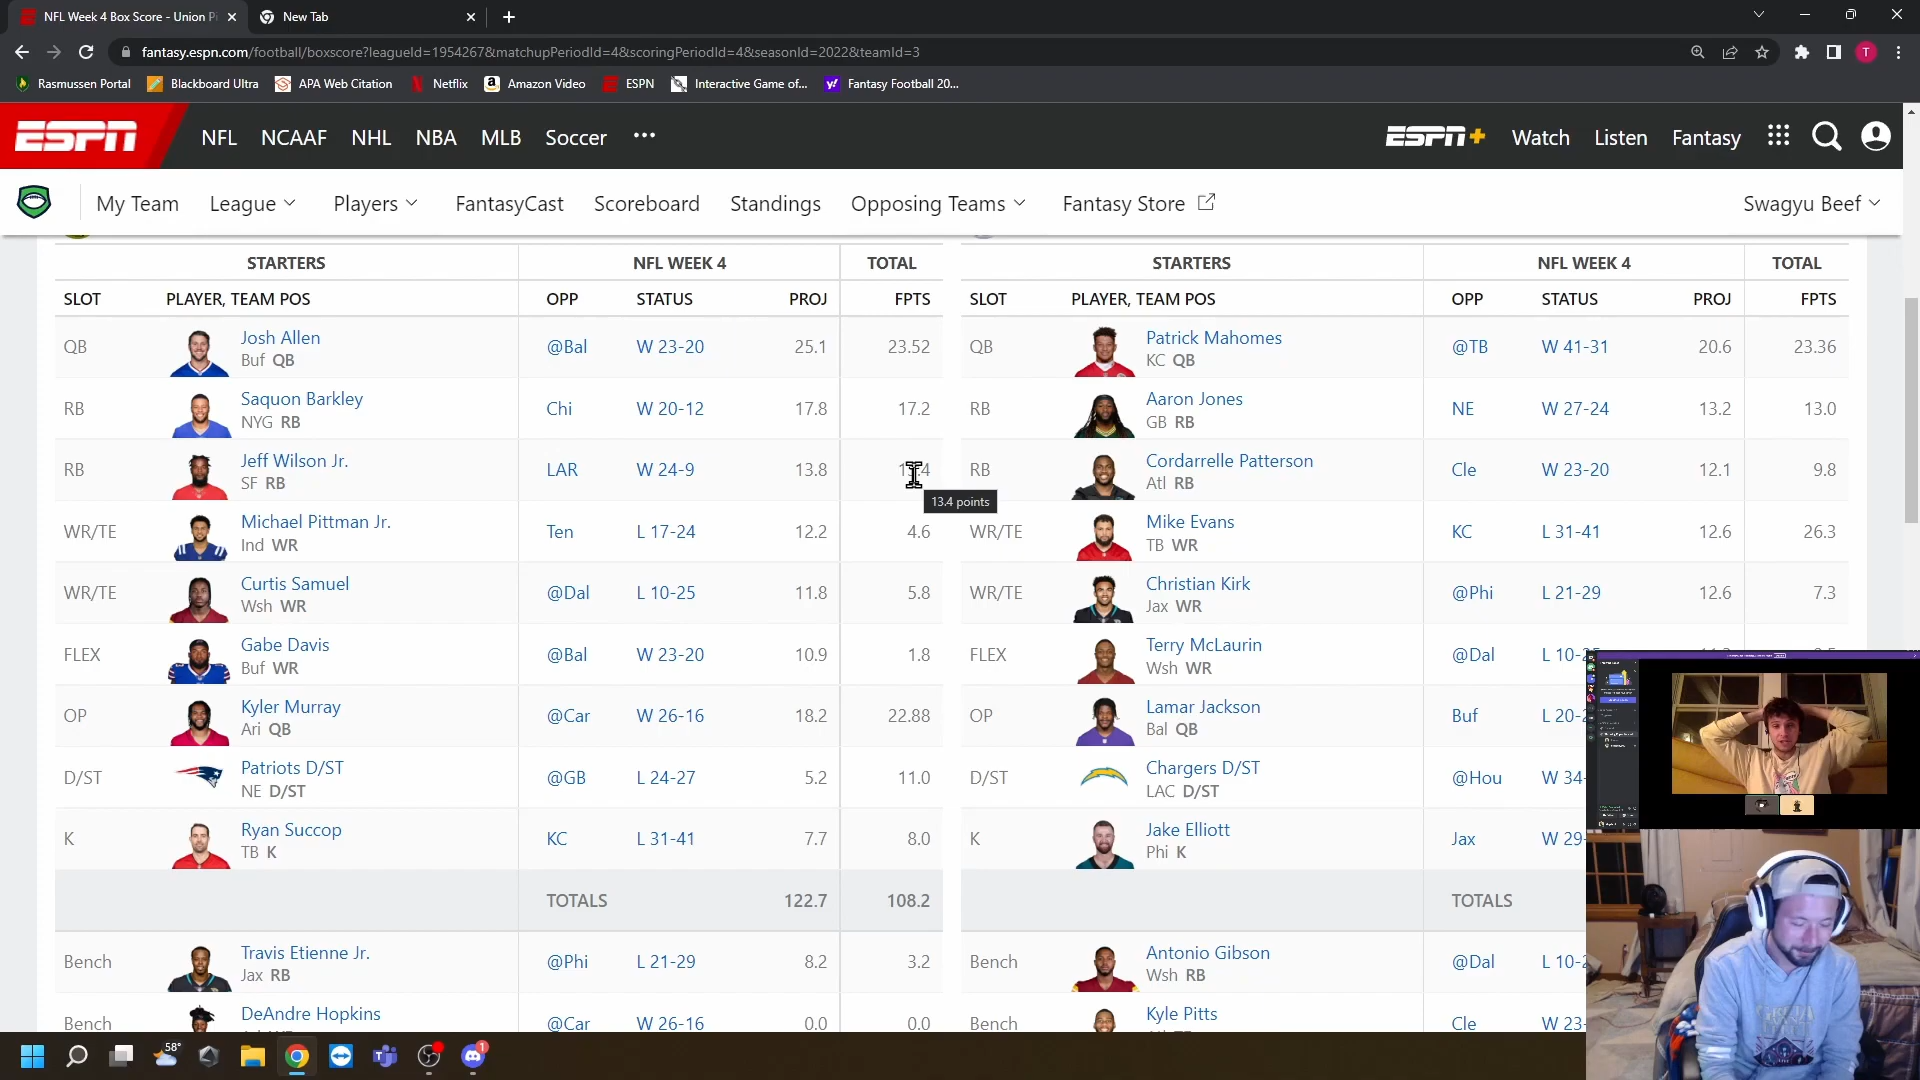 NFL Week 4 Box Score - Union Pi
New Tab
fantasy.espn.com/football/boxscore?leagueId=1954267&matchupPeriodId=4&scoringPeriodId=4&seasonId=2022&teamId=3
T
Rasmussen Portal Blackboard Ultra APA Web Citation Netflix Amazon Video ESPN Interactive Game of... Fantasy Football 20...
ESPN NFL NCAAF NHL NBA MLB Soccer ESPN+ Watch Listen Fantasy
My Team League Players FantasyCast Scoreboard Standings Opposing Teams Fantasy Store Swagyu Beef
STARTERS NFL WEEK 4 TOTAL STARTERS NFL WEEK 4 TOTAL
SLOT PLAYER, TEAM POS OPP STATUS PROJ FPTS SLOT PLAYER, TEAM POS OPP STATUS PROJ FPTS
QB Josh Allen @Bal W 23-20 25.1 23.52 QB Patrick Mahomes @TB W 41-31 20.6 23.36
Buf QB KC QB
RB Saquon Barkley Chi W 20-12 17.8 17.2 RB Aaron Jones NE W 27-24 13.2 13.0
NYG RB GB RB
RB Jeff Wilson Jr. LAR W 24-9 13.8 RB Cordarrelle Patterson Cle W 23-20 12.1 9.8
SF RB Atl RB
13.4 points
WR/TE Michael Pittman Jr. Ten L 17-24 12.2 4.6 WR/TE Mike Evans KC L 31-41 12.6 26.3
Ind WR TB WR
WR/TE Curtis Samuel @Dal L 10-25 11.8 5.8 WR/TE Christian Kirk @Phi L 21-29 12.6 7.3
Wsh WR Jax WR
FLEX Gabe Davis @Bal W 23-20 10.9 1.8 FLEX Terry McLaurin @Dal L 10-2
Buf WR Wsh WR
OP Kyler Murray @Car W 26-16 18.2 22.88 OP Lamar Jackson Buf L 20-2
Ari QB Bal QB
D/ST Patriots D/ST @GB L 24-27 5.2 11.0 D/ST Chargers D/ST @Hou W 34-
NE D/ST LAC D/ST
K Ryan Succop KC L 31-41 7.7 8.0 K Jake Elliott Jax W 29-
TB K Phi K
TOTALS 122.7 108.2 TOTALS
Bench Travis Etienne Jr. @Phi L 21-29 8.2 3.2 Bench Antonio Gibson @Dal L 10-2
Jax RB Wsh RB
Bench DeAndre Hopkins @Car W 26-16 0.0 0.0 Bench Kyle Pitts Cle W 23-
58°
1